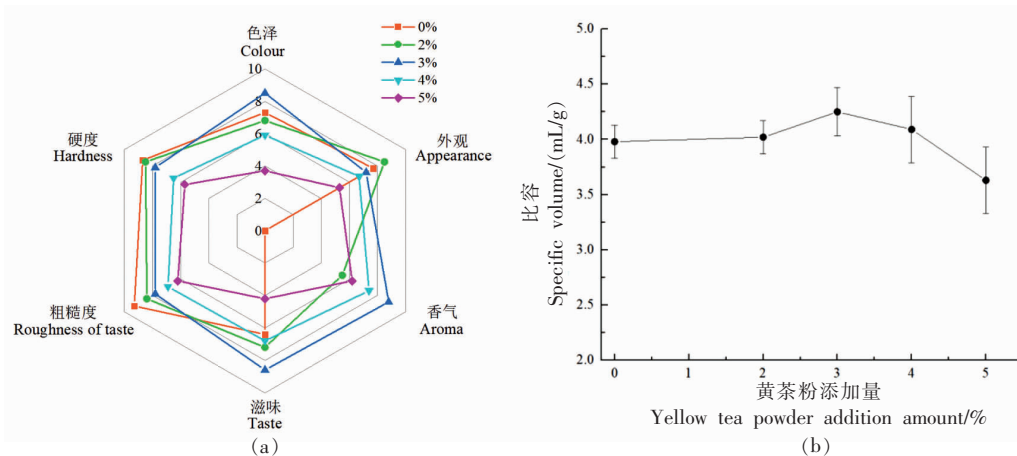 色泽
Colour
0%
2%
3%
4%
5%
10
8
6
4
2
0
硬度
Hardness
外观
Appearance
粗糙度
Roughness of taste
香气
Aroma
滋味
Taste
(a)
比容
Specific volume/(mL/g)
5.0
4.5
4.0
3.5
3.0
2.5
2.0
0 1 2 3 4 5
黄茶粉添加量
Yellow tea powder addition amount/%
(b)